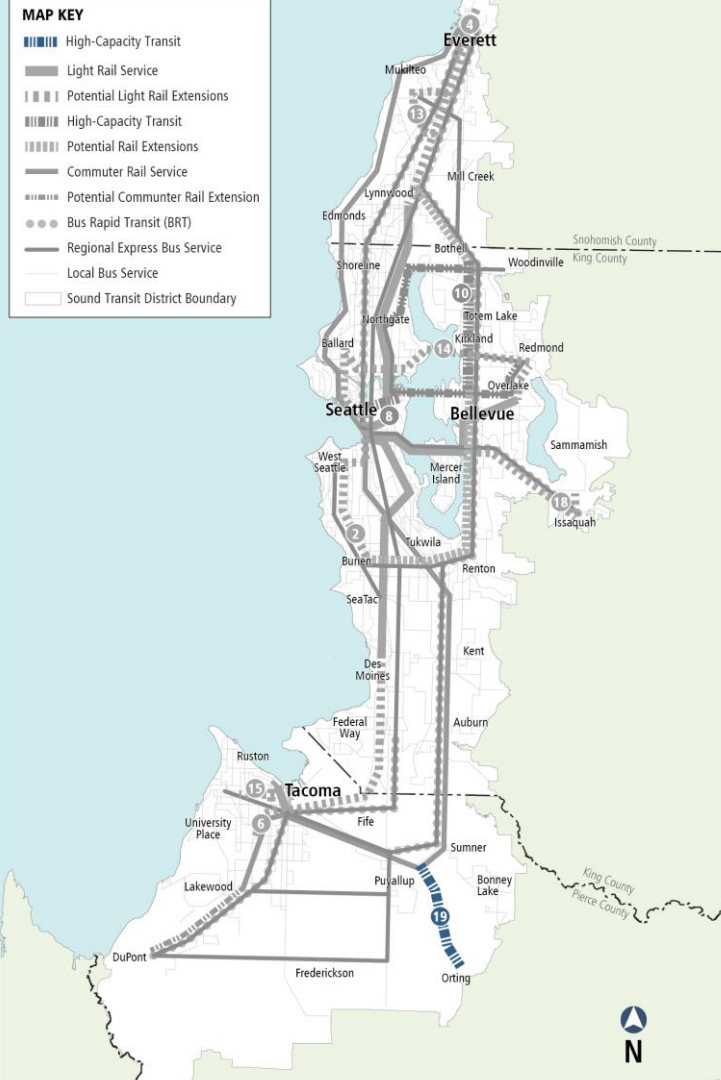 MAP KEY
High-Capacity Transit
Light Rail Service
Potential Light Rail Extensions
High-Capacity Transit
Potential Rail Extensions
Commuter Rail Service
Potential Communter Rail Extension
Bus Rapid Transit (BRT)
Regional Express Bus Service
Local Bus Service
Sound Transit District Boundary
4
Everett
Mukilteo
13
Mill Creek
Lynnwood
Edmonds
Bothell
Snohomish County
King County
Shoreline
Woodinville
10
Northgate
Totem Lake
Kirkland
Ballard
14
Redmond
Overlake
Seattle
8
Bellevue
Sammamish
West
Seattle
Mercer
Island
18
Issaquah
2
Tukwila
Burien
Renton
SeaTac
Kent
Des
Moines
Federal
Way
Auburn
Ruston
15
Tacoma
6
University
Place
Fife
Sumner
Puyallup
Bonney
Lake
King County
Pierce County
Lakewood
19
DuPont
Frederickson
Orting
N